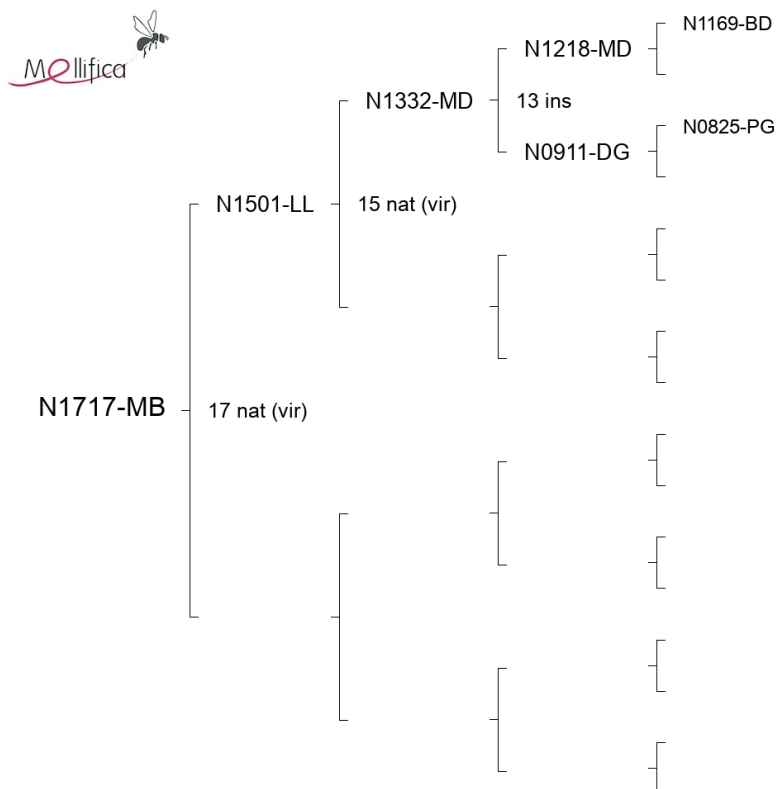 Mellifica
N1169-BD
N1218-MD
N1332-MD
13 ins
N0825-PG
N0911-DG
N1501-LL
15 nat (vir)
N1717-MB
17 nat (vir)